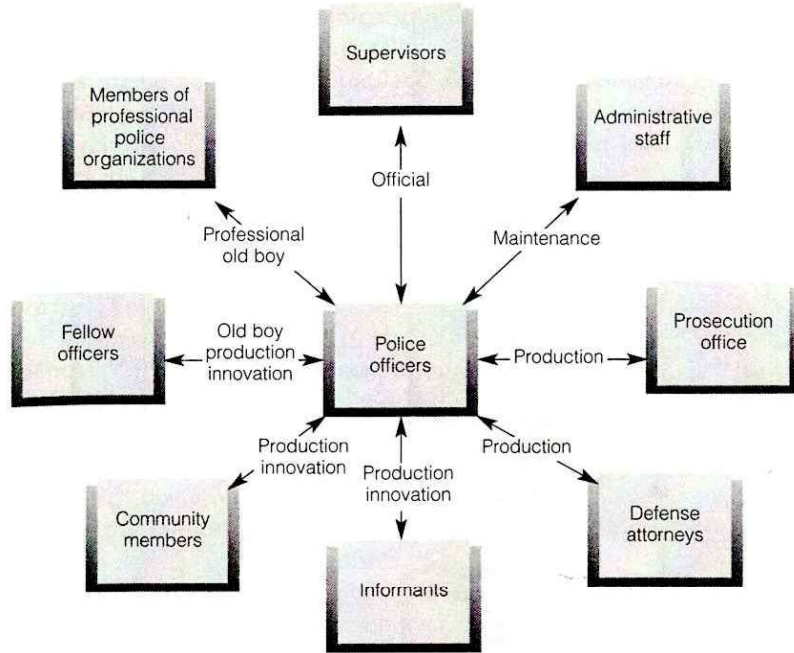 Supervisors
Members of
professional
police
organizations
Administrative
staff
Official
Professional
old boy
Maintenance
Fellow
officers
Old boy
production
innovation
Police
officers
Production
Prosecution
office
Production
innovation
Production
innovation
Production
Community
members
Informants
Defense
attorneys